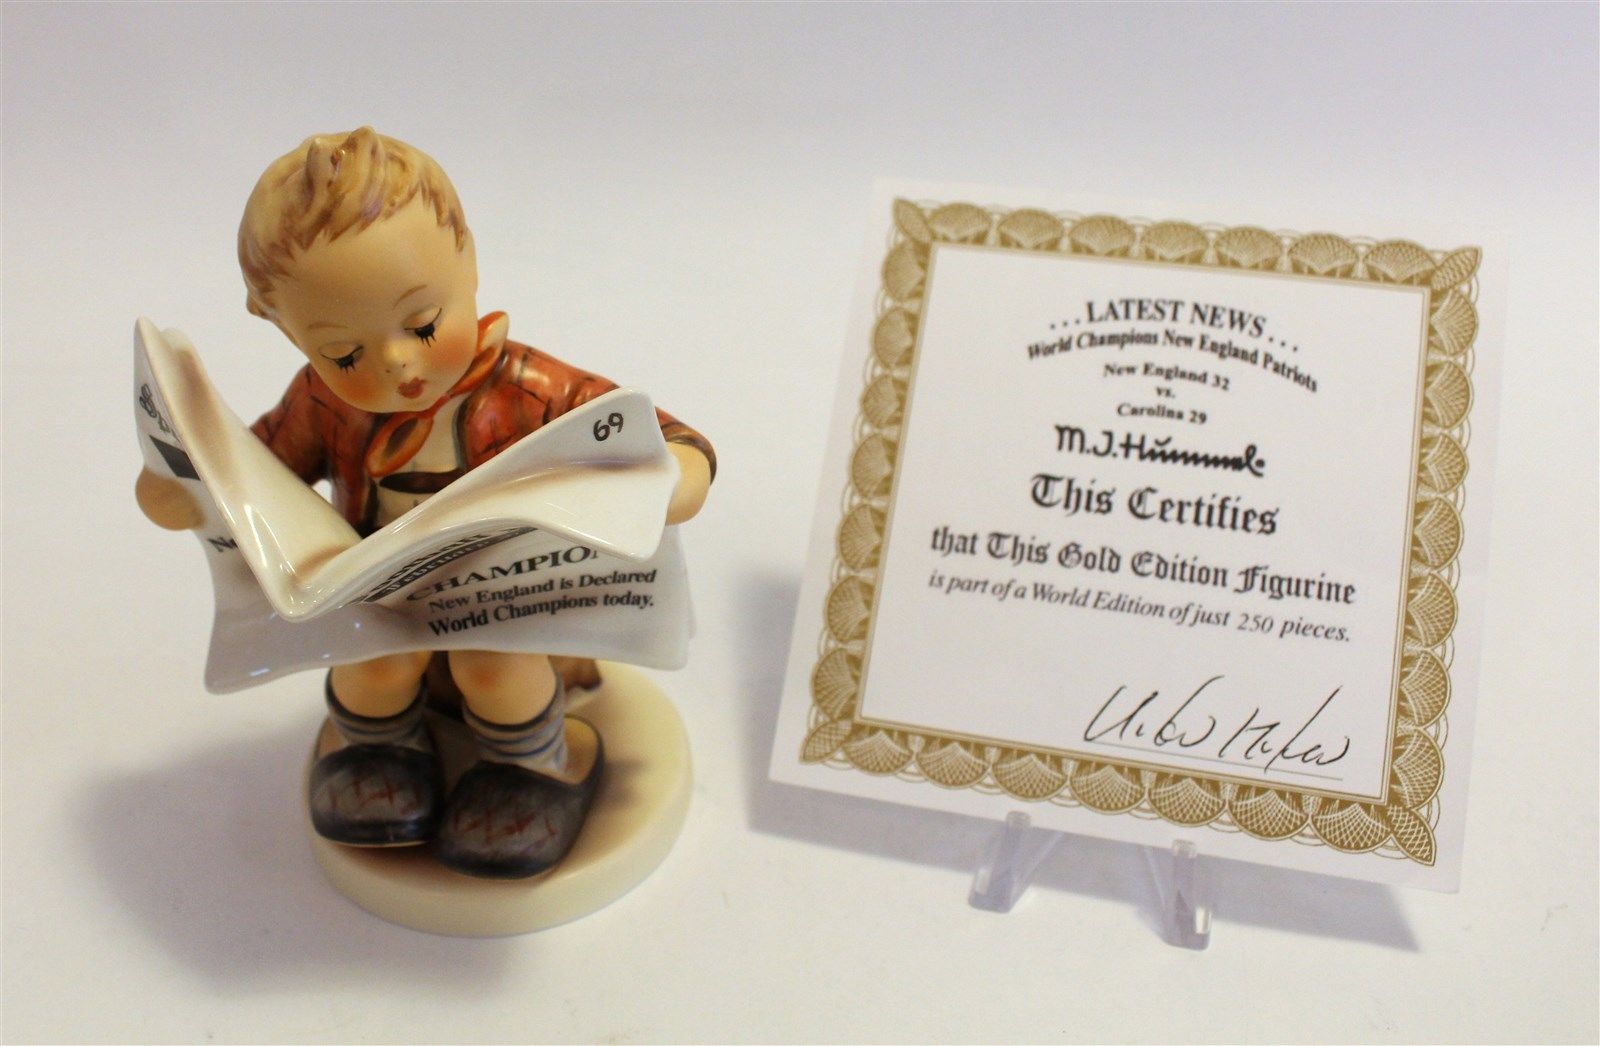 69
CHAMPIO
New England is Declared
World Champions today.
...LATEST NEWS...
World Champions New England Patriots
New England 32
vs.
Carolina 29
M.J.Hummel
This Certifies
that This Gold Edition Figurine
is part of a World Edition of just 250 pieces.